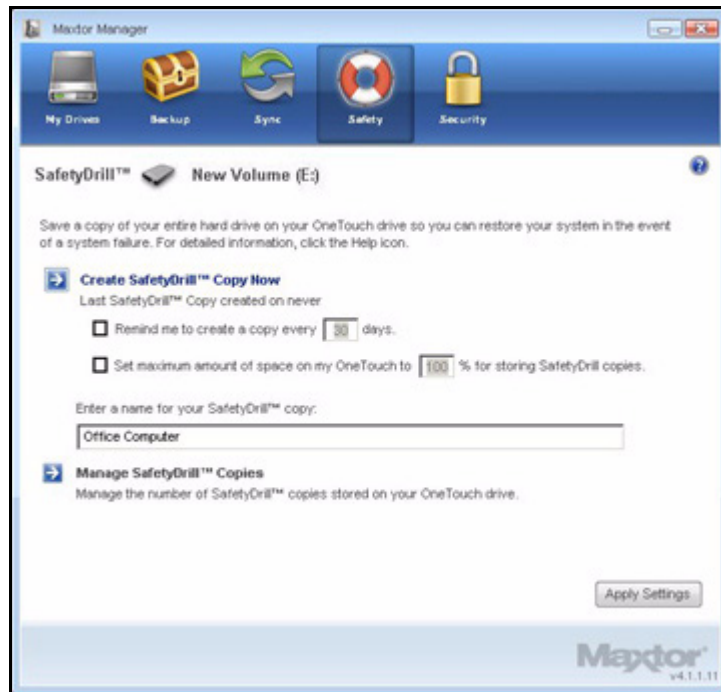 Maxtor Manager
My Drives Backup Sync Safety Security
SafetyDrill™ New Volume (E:)
Save a copy of your entire hard drive on your OneTouch drive so you can restore your system in the event
of a system failure. For detailed information, click the Help icon.
Create SafetyDrill™ Copy Now
Last SafetyDrill™ Copy created on never
Remind me to create a copy every 30 days.
Set maximum amount of space on my OneTouch to 100 % for storing SafetyDrill copies.
Enter a name for your SafetyDrill™ copy:
Office Computer
Manage SafetyDrill™ Copies
Manage the number of SafetyDrill™ copies stored on your OneTouch drive.
Apply Settings
Maxtor
v4.1.1.11